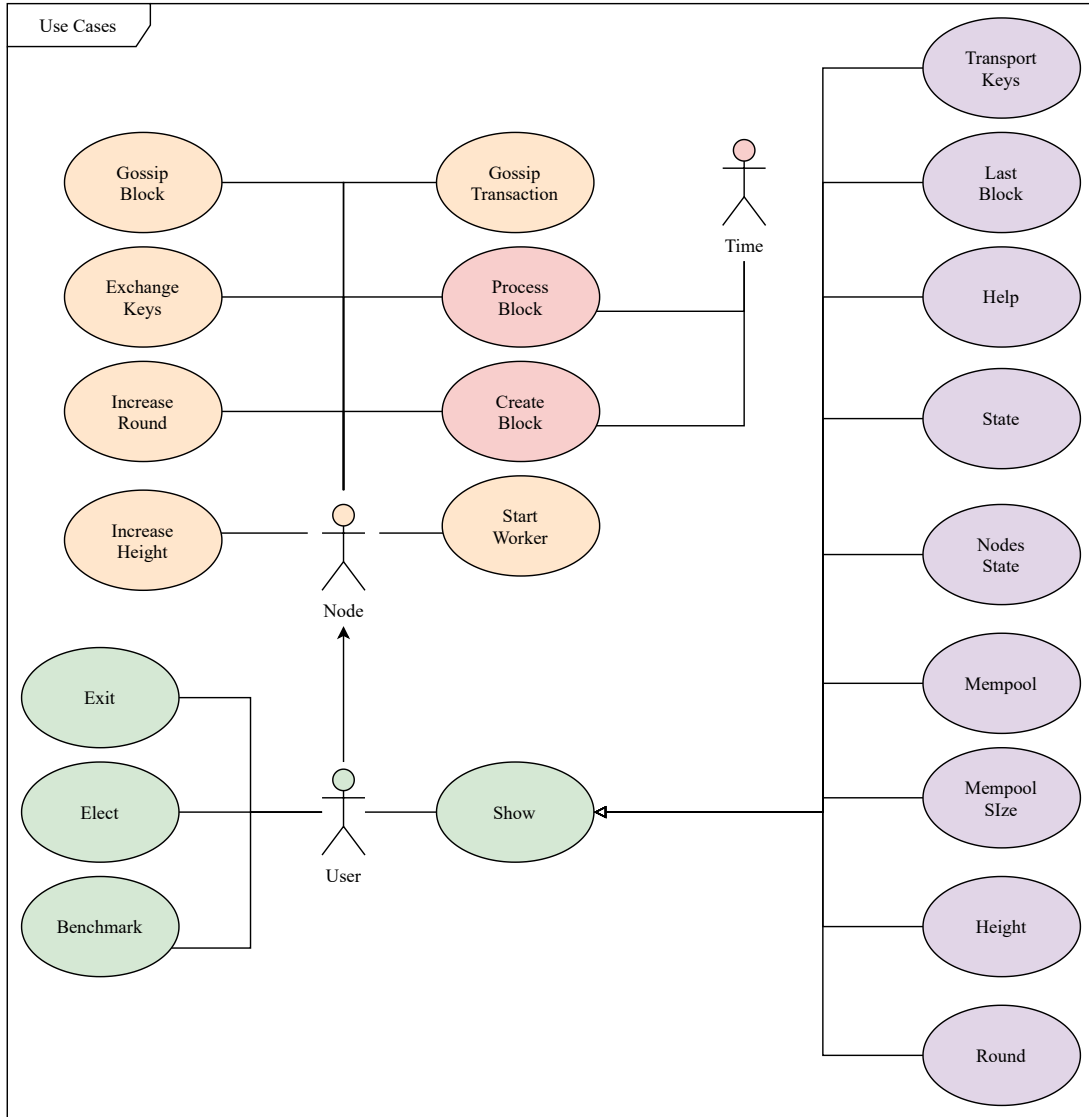 Use Cases
Transport
Keys
Gossip
Block
Gossip
Transaction
Last
Block
Time
Exchange
Keys
Process
Block
Help
Increase
Round
Create
Block
State
Increase
Height
Start
Worker
Nodes
State
Node
Exit
Mempool
Elect
Show
Mempool
SIze
User
Benchmark
Height
Round